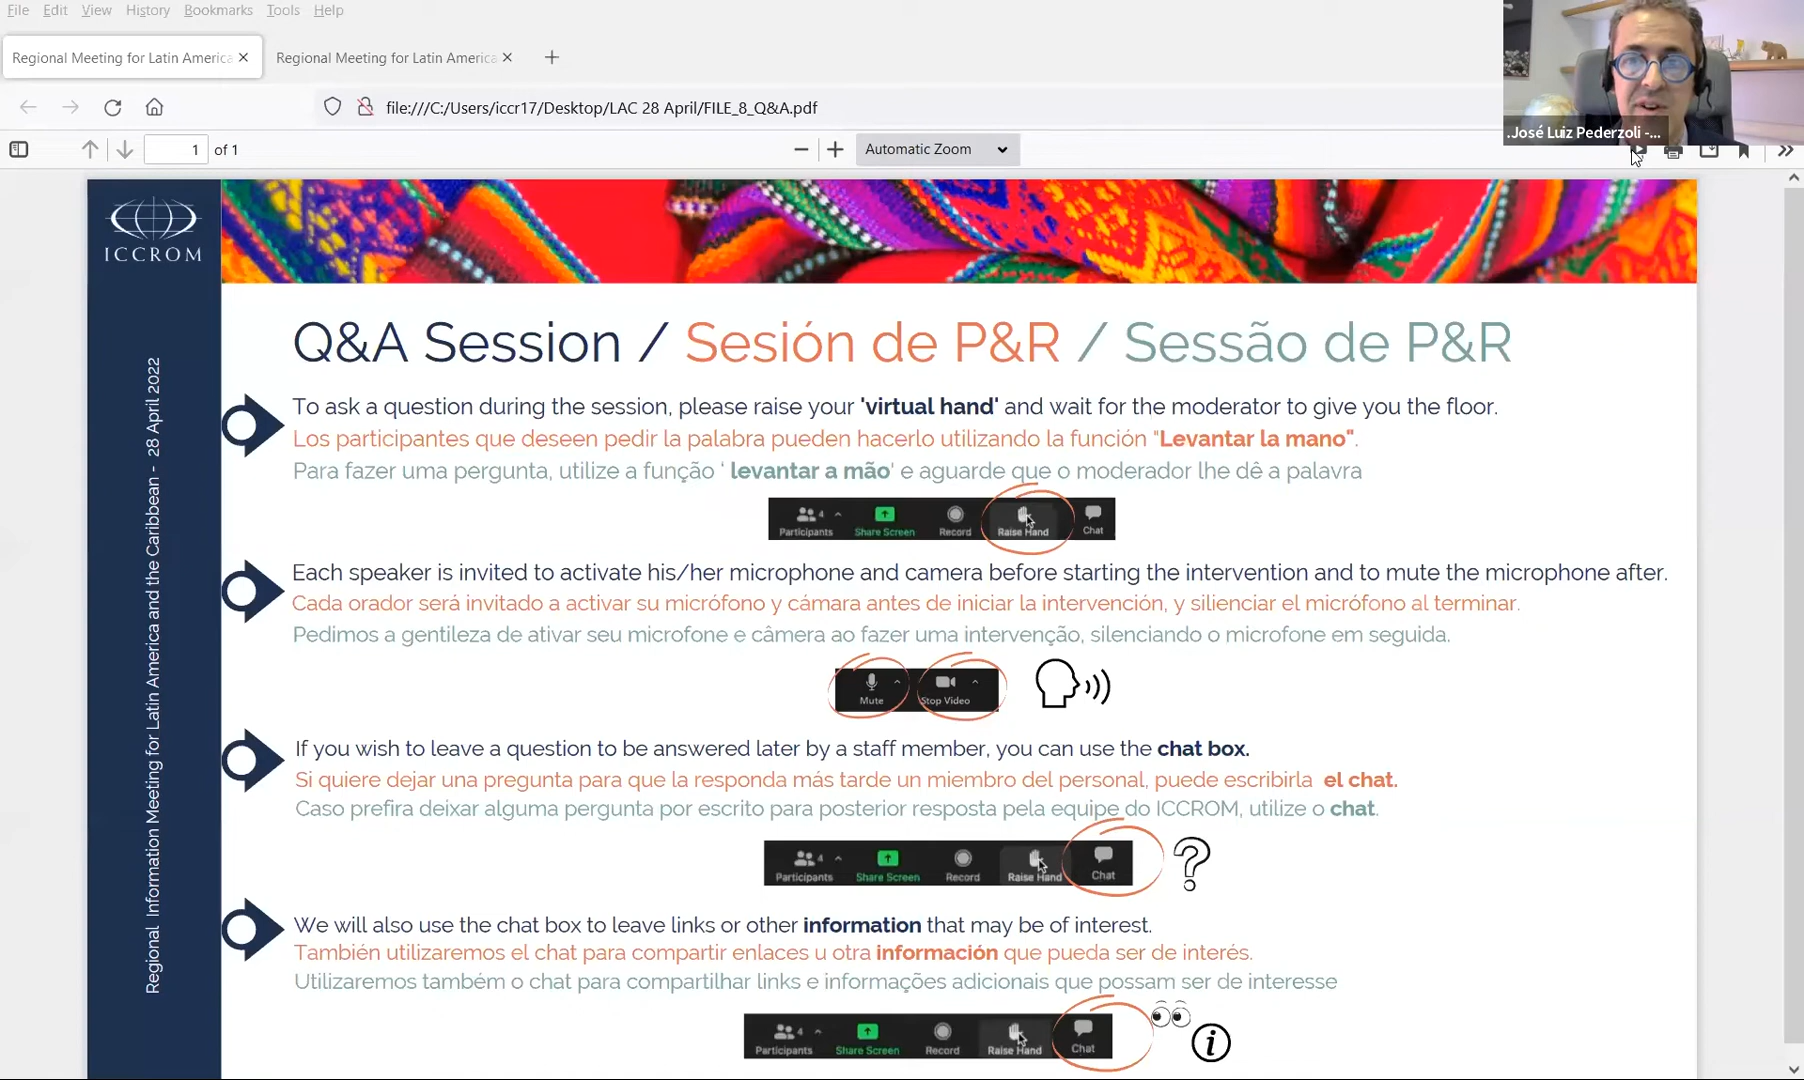 File Edit View History Bookmarks Tools Help
Regional Meeting for Latin America
Regional Meeting for Latin America
file:///C:/Users/iccr17/Desktop/LAC 28 April/FILE_8_Q&A.pdf
1 of 1
Automatic Zoom
.José Luiz Pederzoli -...
ICCROM
Regional Information Meeting for Latin America and the Caribbean - 28 April 2022
Q&A Session / Sesión de P&R / Sessão de P&R
To ask a question during the session, please raise your 'virtual hand' and wait for the moderator to give you the floor.
Los participantes que deseen pedir la palabra pueden hacerlo utilizando la función "Levantar la mano".
Para fazer uma pergunta, utilize a função ' levantar a mão' e aguarde que o moderador lhe dê a palavra
4
Participants Share Screen Record Raise Hand Chat
Each speaker is invited to activate his/her microphone and camera before starting the intervention and to mute the microphone after.
Cada orador será invitado a activar su micrófono y cámara antes de iniciar la intervención, y silienciar el micrófono al terminar.
Pedimos a gentileza de ativar seu microfone e câmera ao fazer uma intervenção, silenciando o microfone em seguida.
Mute Stop Video
If you wish to leave a question to be answered later by a staff member, you can use the chat box.
Si quiere dejar una pregunta para que la responda más tarde un miembro del personal, puede escribirla el chat.
Caso prefira deixar alguma pergunta por escrito para posterior resposta pela equipe do ICCROM, utilize o chat.
4
Participants Share Screen Record Raise Hand Chat
?
We will also use the chat box to leave links or other information that may be of interest.
También utilizaremos el chat para compartir enlaces u otra información que pueda ser de interés.
Utilizaremos também o chat para compartilhar links e informações adicionais que possam ser de interesse
4
Participants Share Screen Record Raise Hand Chat
i